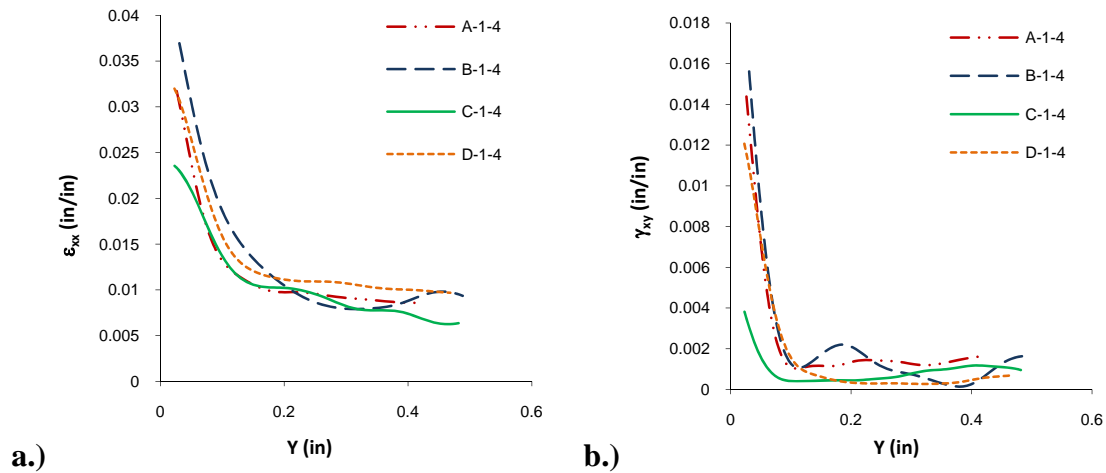 0.04
0.035
0.03
0.025
0.02
0.015
0.01
0.005
0
0
0.2
0.4
0.6
εxx (in/in)
Y (in)
A-1-4
B-1-4
C-1-4
D-1-4
a.)
0.018
0.016
0.014
0.012
0.01
0.008
0.006
0.004
0.002
0
0
0.2
0.4
0.6
γxy (in/in)
Y (in)
A-1-4
B-1-4
C-1-4
D-1-4
b.)